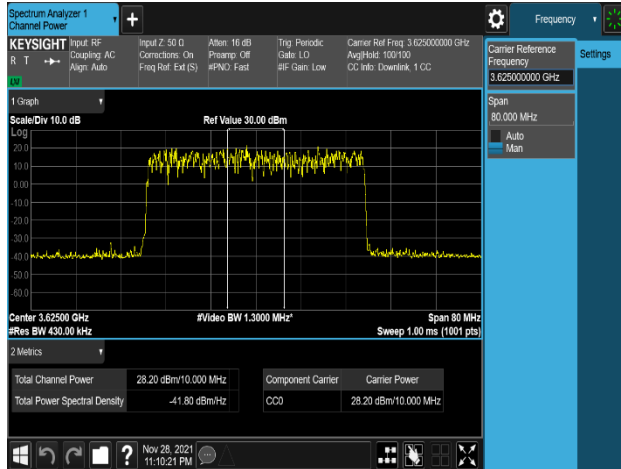 Spectrum Analyzer 1
Channel Power
+
Frequency
KEYSIGHT
R T
Input: RF
Coupling: AC
Align: Auto
Input Z: 50 Ω
Corrections: On
Freq Ref: Ext (S)
Atten: 16 dB
Preamp: Off
#PNO: Fast
Trig: Periodic
Gate: LO
#IF Gain: Low
Carrier Ref Freq: 3.625000000 GHz
Avg|Hold: 100/100
CC Info: Downlink, 1 CC
Carrier Reference
Frequency
3.625000000 GHz
Settings
Span
80.000 MHz
Auto
Man
1 Graph
Scale/Div 10.0 dB
Ref Value 30.00 dBm
Log
20.0
10.0
0.00
-10.0
-20.0
-30.0
-40.0
-50.0
-60.0
Center 3.62500 GHz
#Video BW 1.3000 MHz*
Span 80 MHz
#Res BW 430.00 kHz
Sweep 1.00 ms (1001 pts)
2 Metrics
Total Channel Power 28.20 dBm/10.000 MHz
Total Power Spectral Density -41.80 dBm/Hz
Component Carrier Carrier Power
CC0 28.20 dBm/10.000 MHz
?
Nov 28, 2021
11:10:21 PM